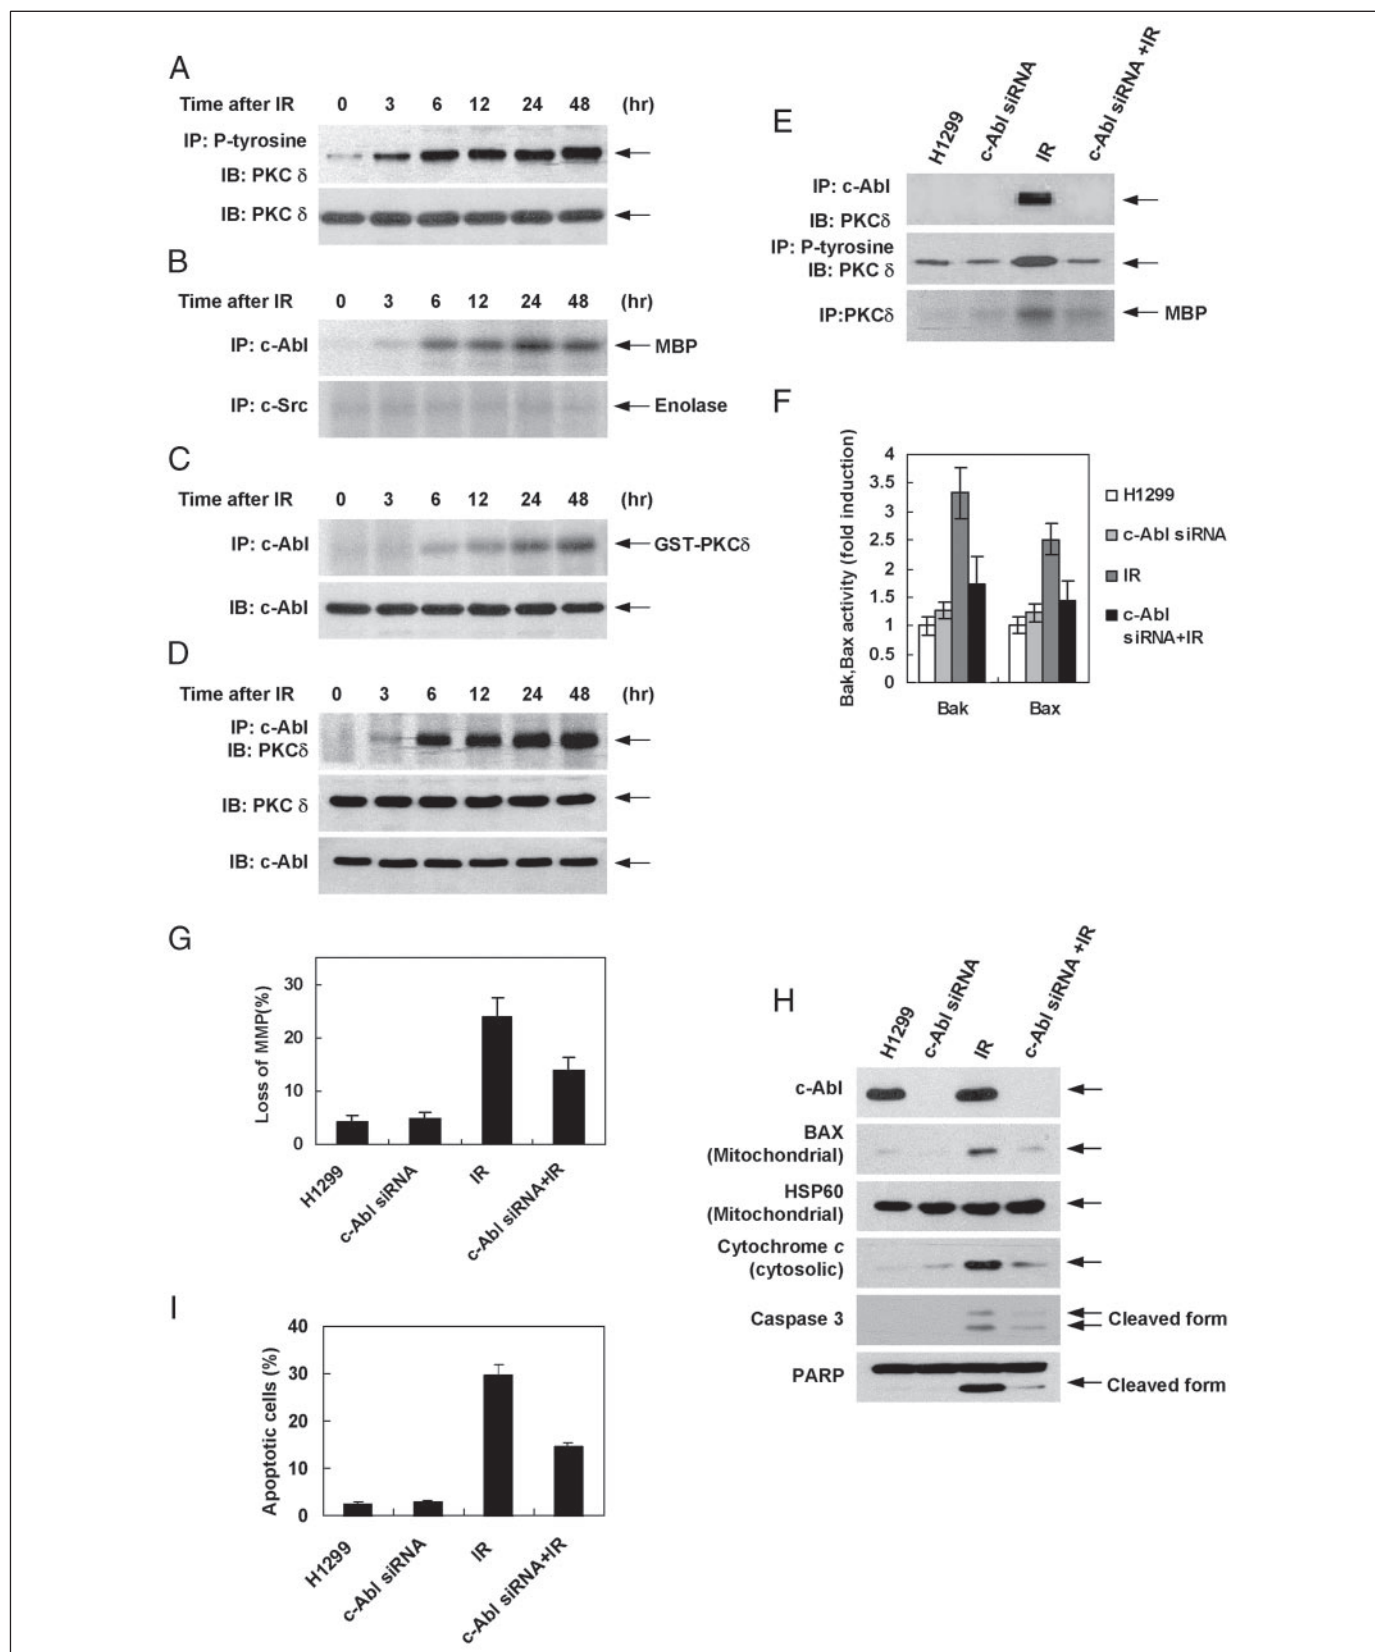 A
Time after IR 0 3 6 12 24 48 (hr)
IP: P-tyrosine
IB: PKC δ
IB: PKC δ
B
Time after IR 0 3 6 12 24 48 (hr)
IP: c-Abl
MBP
IP: c-Src
Enolase
C
Time after IR 0 3 6 12 24 48 (hr)
IP: c-Abl
GST-PKCδ
IB: c-Abl
D
Time after IR 0 3 6 12 24 48 (hr)
IP: c-Abl
IB: PKCδ
IB: PKC δ
IB: c-Abl
E
H1299
c-Abl siRNA
IR
c-Abl siRNA +IR
IP: c-Abl
IB: PKCδ
IP: P-tyrosine
IB: PKC δ
IP:PKCδ
MBP
F
Bak,Bax activity (fold induction)
4
3.5
3
2.5
2
1.5
1
0.5
0
Bak
Bax
H1299
c-Abl siRNA
IR
c-Abl
siRNA+IR
G
Loss of MMP(%)
30
20
10
0
H1299
c-Abl siRNA
IR
c-Abl siRNA+IR
H
H1299
c-Abl siRNA
IR
c-Abl siRNA +IR
c-Abl
BAX
(Mitochondrial)
HSP60
(Mitochondrial)
Cytochrome c
(cytosolic)
Caspase 3
Cleaved form
PARP
Cleaved form
I
Apoptotic cells (%)
40
30
20
10
0
H1299
c-Abl siRNA
IR
c-Abl siRNA+IR